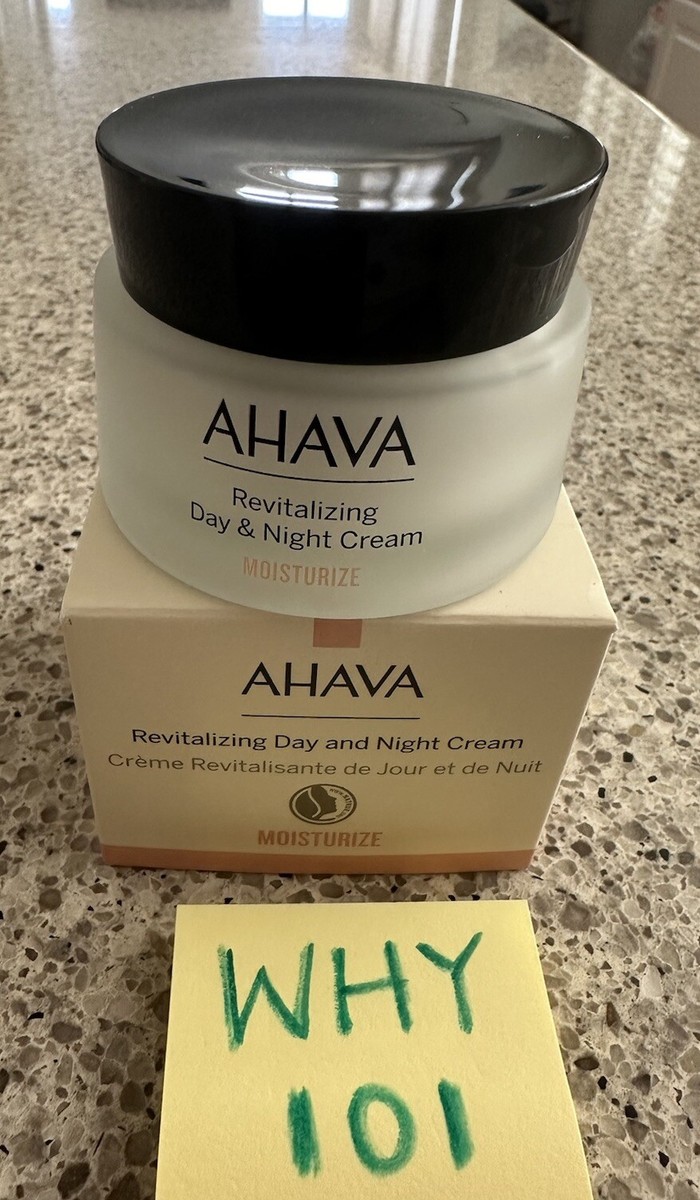 AHAVA
Revitalizing
Day & Night Cream
MOISTURIZE
AHAVA
Revitalizing Day and Night Cream
Crème Revitalisante de Jour et de Nuit
MOISTURIZE
WHY
101